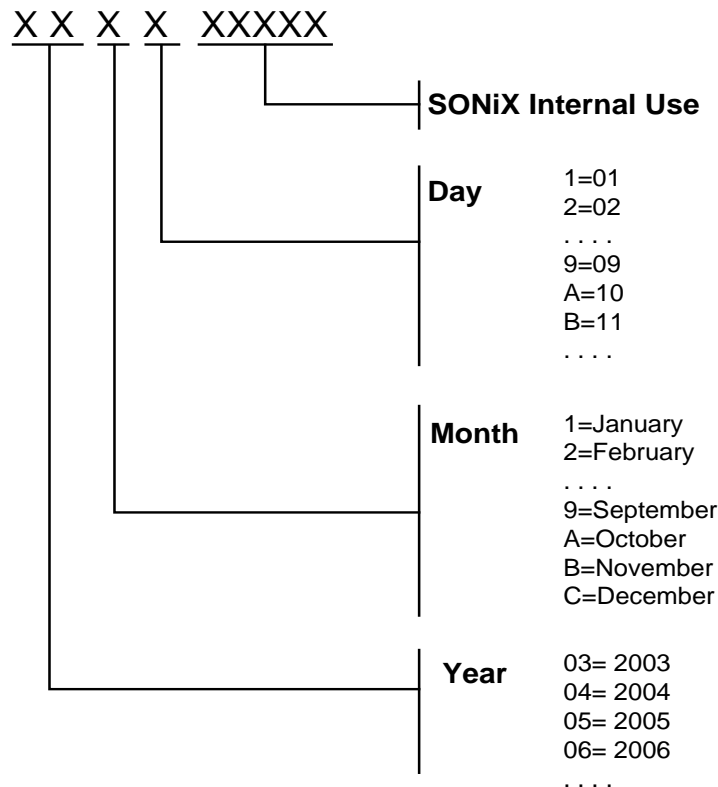 X X X X XXXXX
SONiX Internal Use
Day
1=01
2=02
. . . .
9=09
A=10
B=11
. . . .
Month
1=January
2=February
. . . .
9=September
A=October
B=November
C=December
Year
03= 2003
04= 2004
05= 2005
06= 2006
. . . .